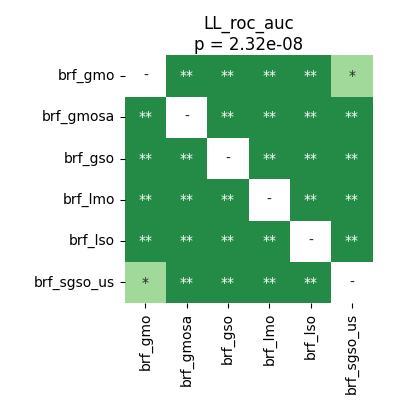 LL_roc_auc
p = 2.32e-08
brf_gmo - ** ** ** ** *
brf_gmosa ** - ** ** ** **
brf_gso ** ** - ** ** **
brf_lmo ** ** ** - ** **
brf_lso ** ** ** ** - **
brf_sgso_us * ** ** ** ** -
brf_gmo
brf_gmosa
brf_gso
brf_lmo
brf_lso
brf_sgso_us